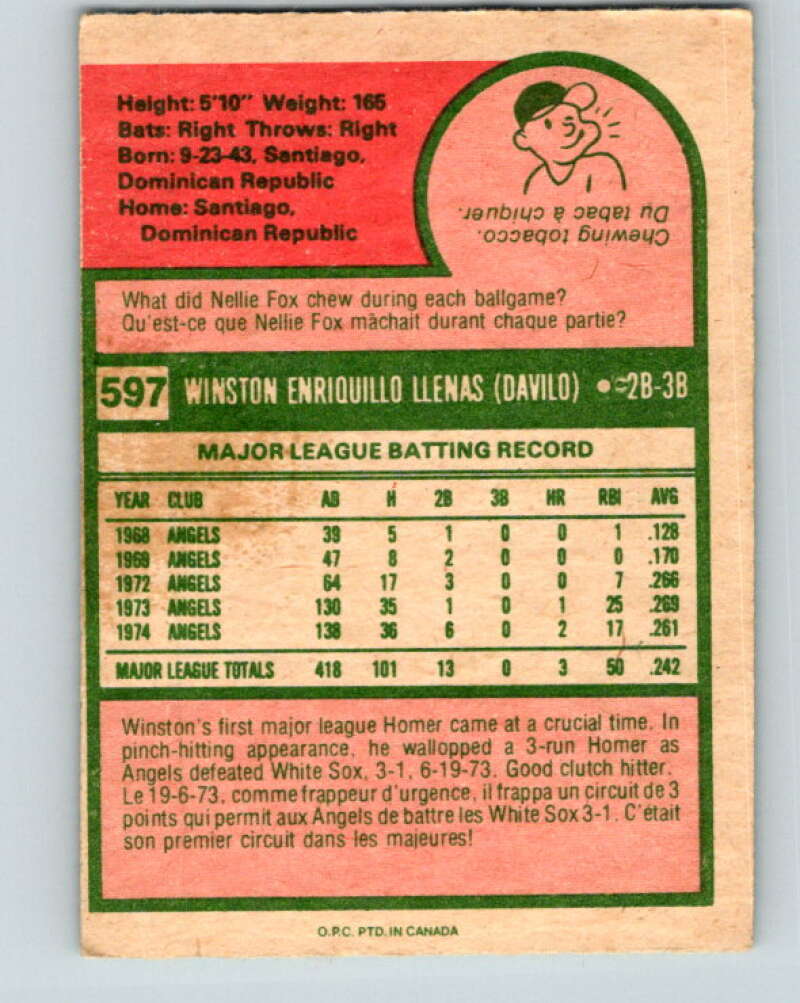 Height: 5'10" Weight: 165
Bats: Right Throws: Right
Born: 9-23-43, Santiago,
Dominican Republic
Home: Santiago,
Dominican Republic
Chewing tobacco.
Du tabac à chiquer.
What did Nellie Fox chew during each ballgame?
Qu'est-ce que Nellie Fox mâchait durant chaque partie?
597 WINSTON ENRIQUILLO LLENAS (DAVILO) • 2B-3B
MAJOR LEAGUE BATTING RECORD
YEAR CLUB AB H 2B 3B HR RBI AVG
1968 ANGELS 39 5 1 0 0 1 .128
1969 ANGELS 47 8 2 0 0 0 .170
1972 ANGELS 64 17 3 0 0 7 .266
1973 ANGELS 130 35 1 0 1 25 .269
1974 ANGELS 138 36 6 0 2 17 .261
MAJOR LEAGUE TOTALS 418 101 13 0 3 50 .242
Winston's first major league Homer came at a crucial time. In
pinch-hitting appearance, he walloped a 3-run Homer as
Angels defeated White Sox, 3-1, 6-19-73. Good clutch hitter.
Le 19-6-73, comme frappeur d'urgence, il frappa un circuit de 3
points qui permit aux Angels de battre les White Sox 3-1. C'était
son premier circuit dans les majeures!
O.P.C. PTD. IN CANADA